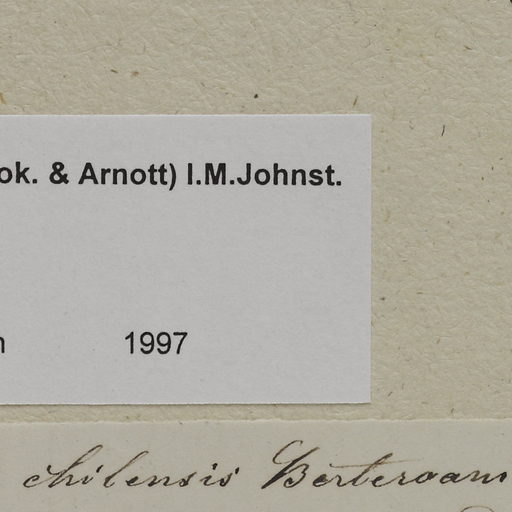 ok. & Arnott) I.M.Johnst.
n 1997
chilensis Berteroam